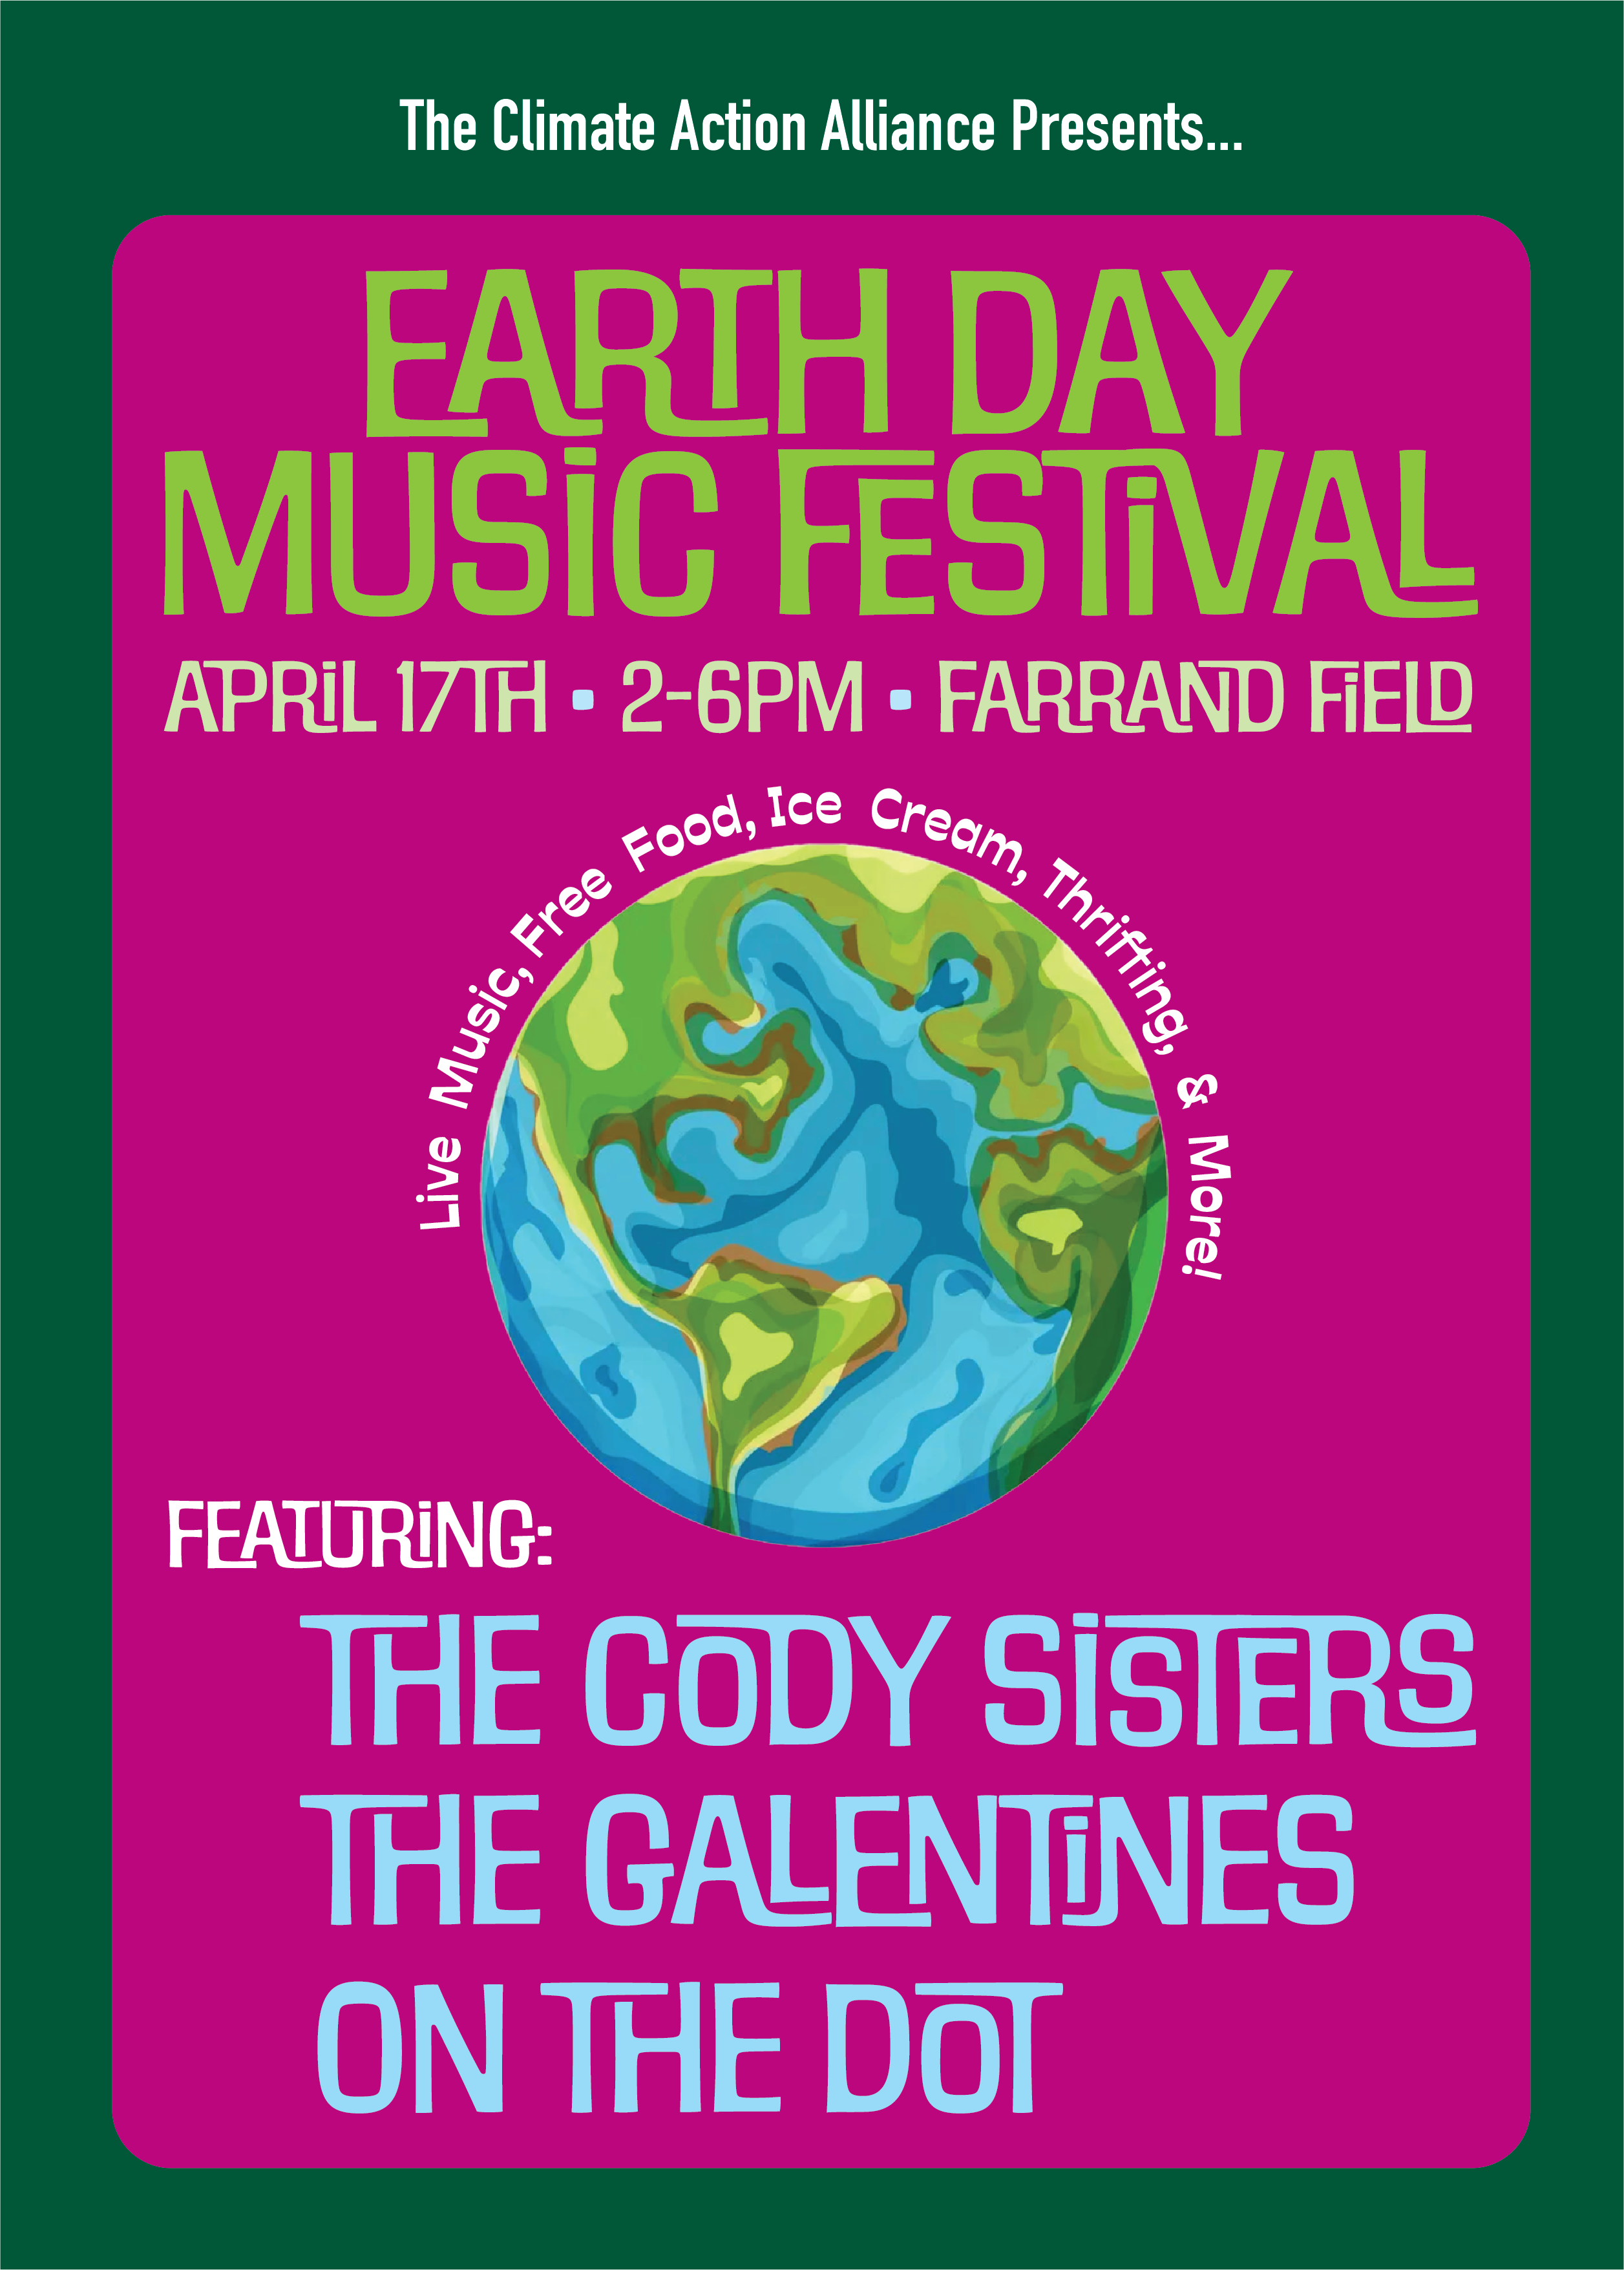 The Climate Action Alliance Presents...
EARTH DAY
MUSiC FESTiVAL
APRiL 17TH · 2-6PM · FARRAND FiELD
Live Music, Free Food, Ice Cream, Thrifting, & More!
FEATURiNG:
THE CODY SiSTERS
THE GALENTiNES
ON THE DOT